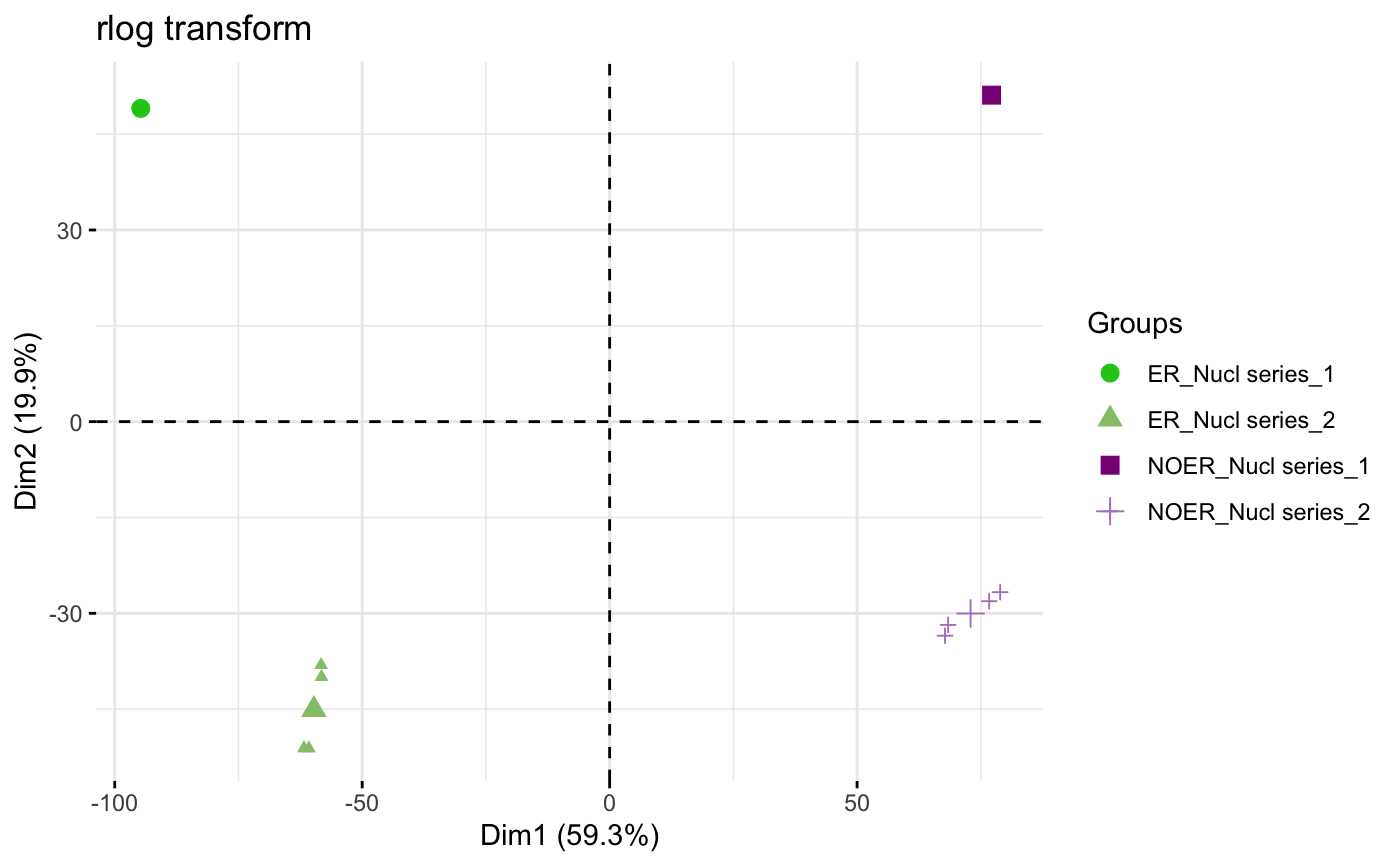 rlog transform
30
0
-30
Dim2 (19.9%)
-100
-50
0
50
Dim1 (59.3%)
Groups
ER_Nucl series_1
ER_Nucl series_2
NOER_Nucl series_1
NOER_Nucl series_2